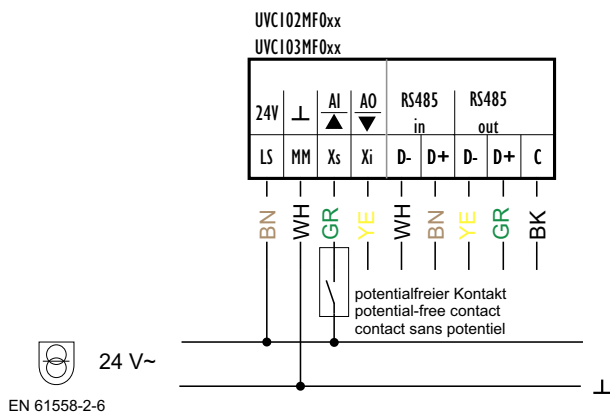 UVC102MF0xx
UVC103MF0xx
24V ⊥ AI AO RS485 RS485
▲ ▼ in out
LS MM Xs Xi D- D+ D- D+ C
BN WH GR YE WH BN YE GR BK
potentialfreier Kontakt
potential-free contact
contact sans potentiel
24 V~
⊥
EN 61558-2-6